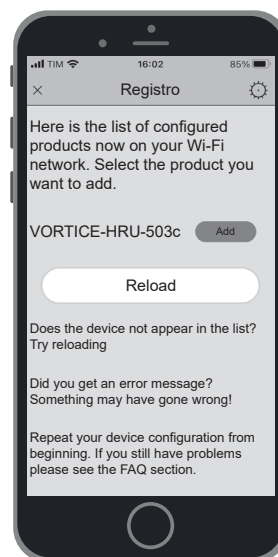 TIM 16:02 85%
× Registro
Here is the list of configured
products now on your Wi-Fi
network. Select the product you
want to add.
VORTICE-HRU-503c Add
Reload
Does the device not appear in the list?
Try reloading
Did you get an error message?
Something may have gone wrong!
Repeat your device configuration from
beginning. If you still have problems
please see the FAQ section.